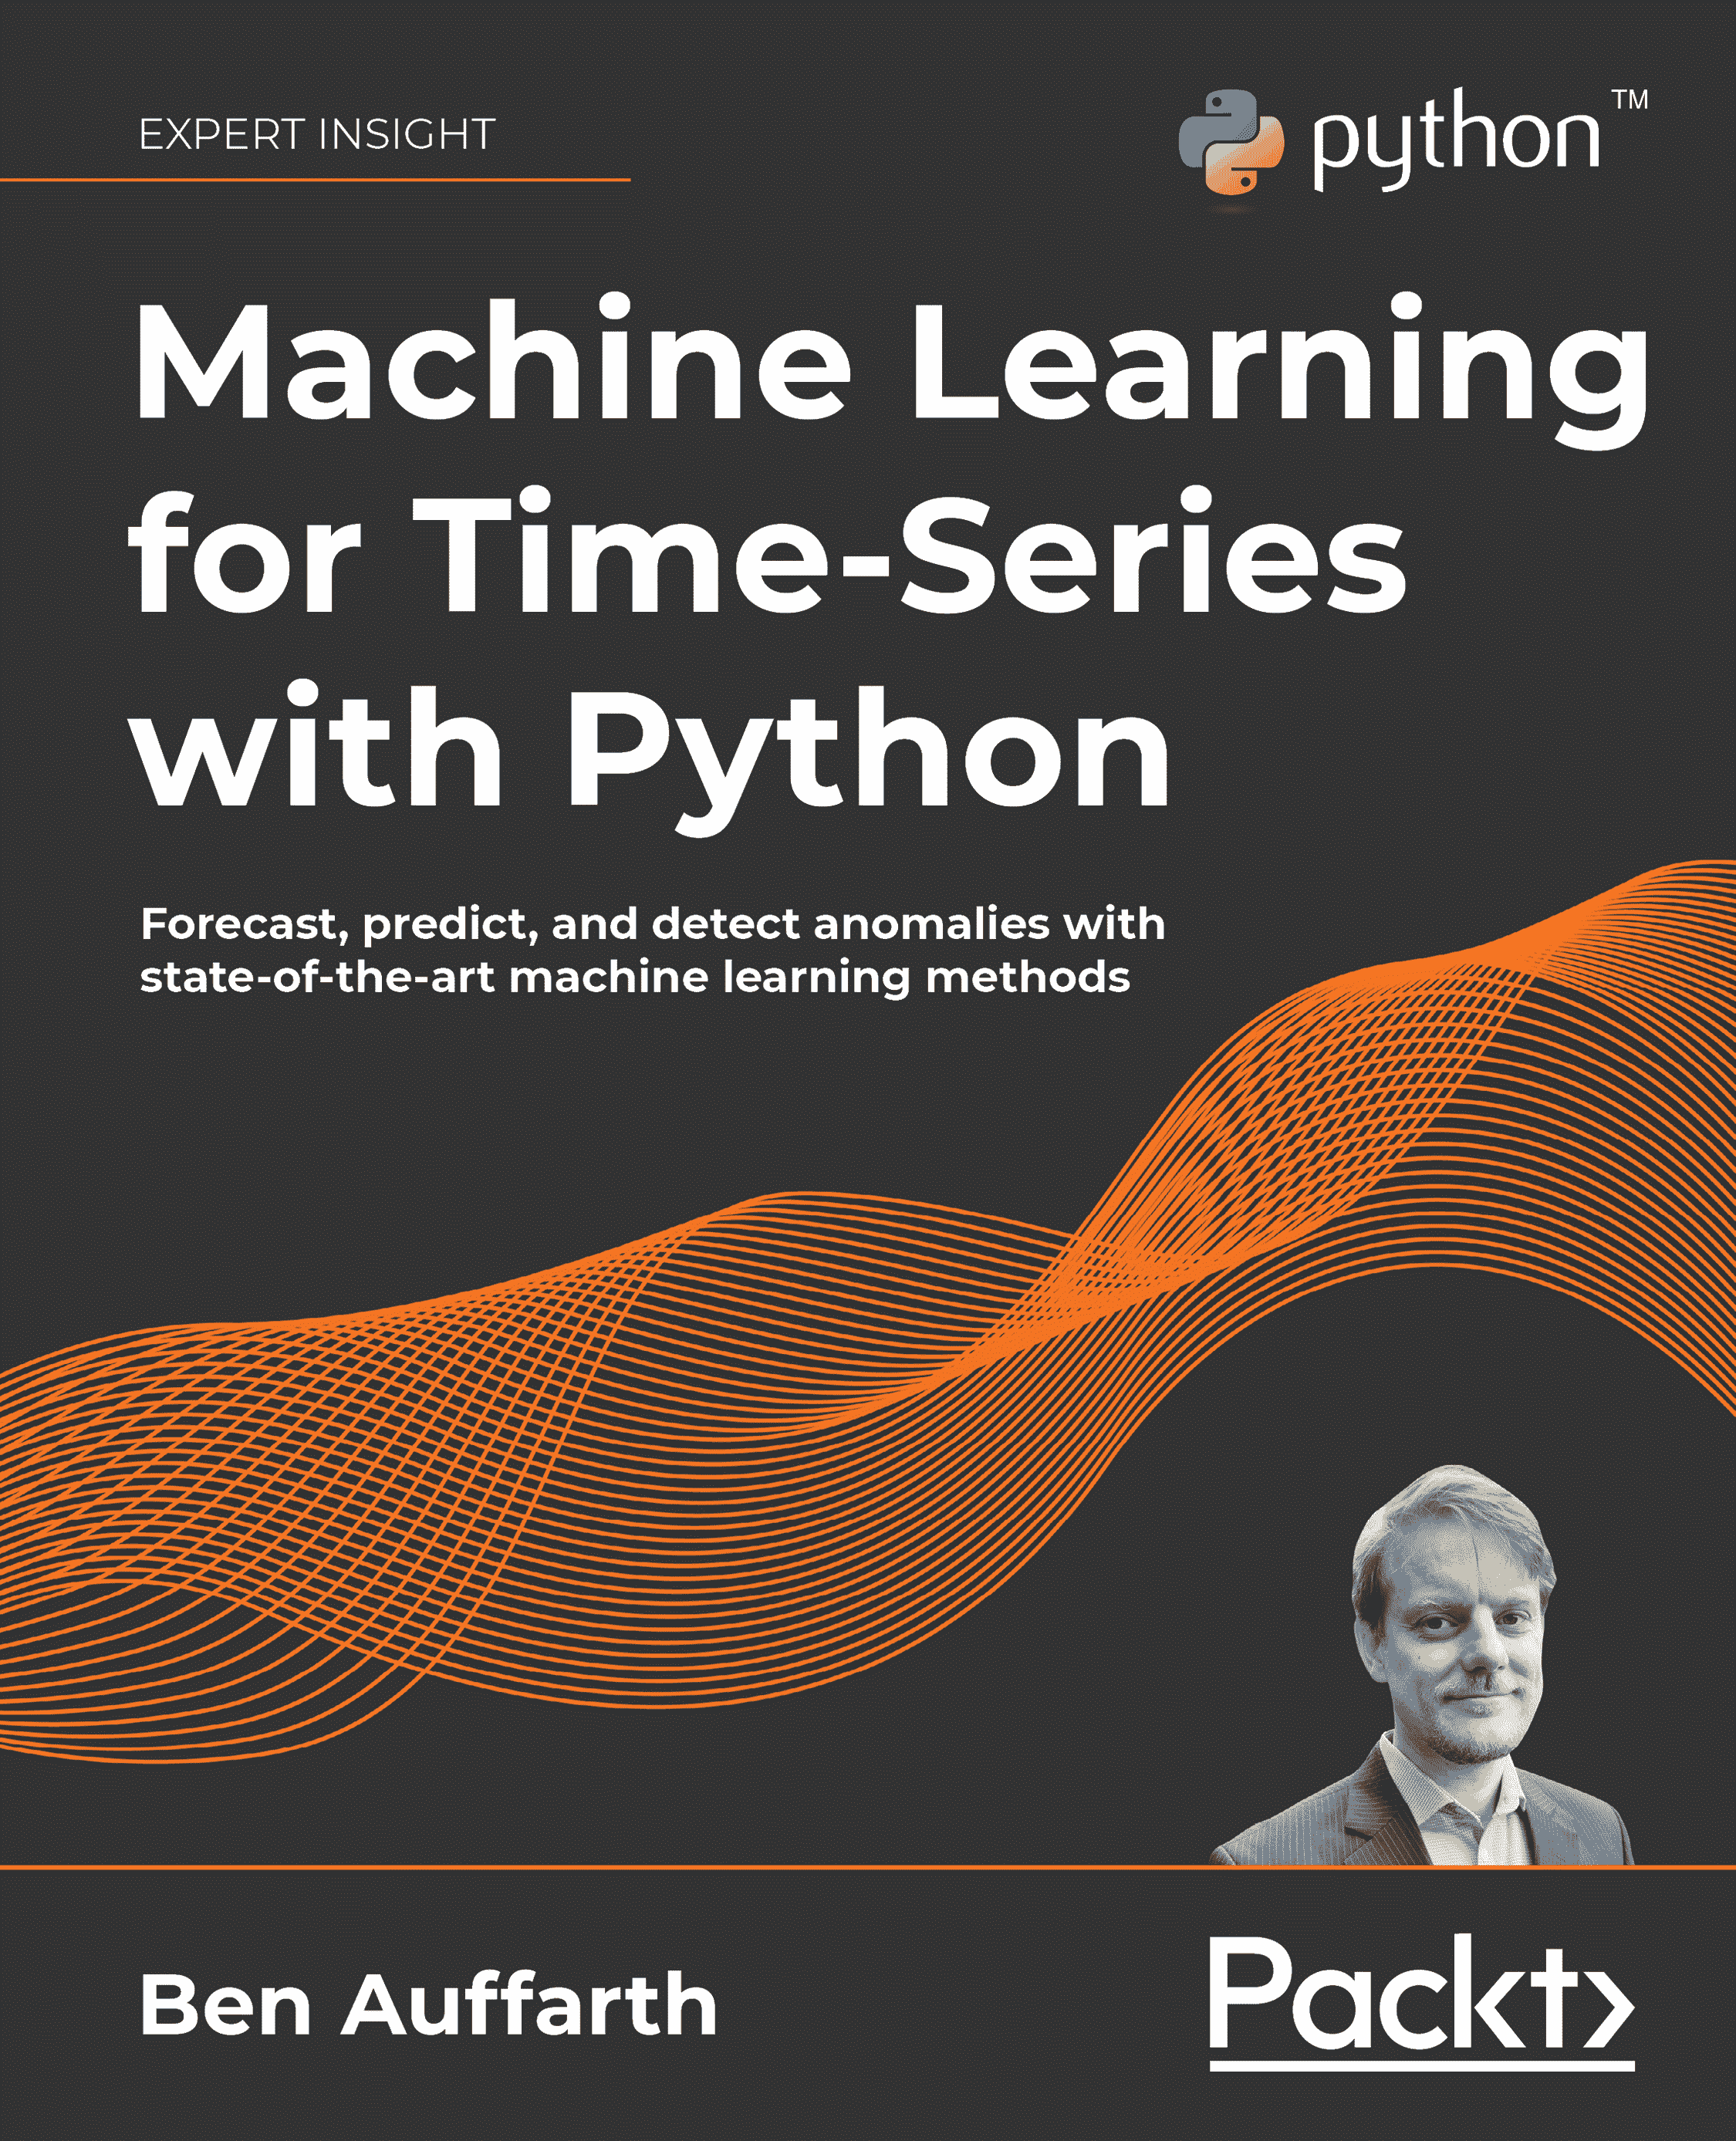 EXPERT INSIGHT
python™
Machine Learning
for Time-Series
with Python
Forecast, predict, and detect anomalies with
state-of-the-art machine learning methods
Ben Auffarth
Packt>